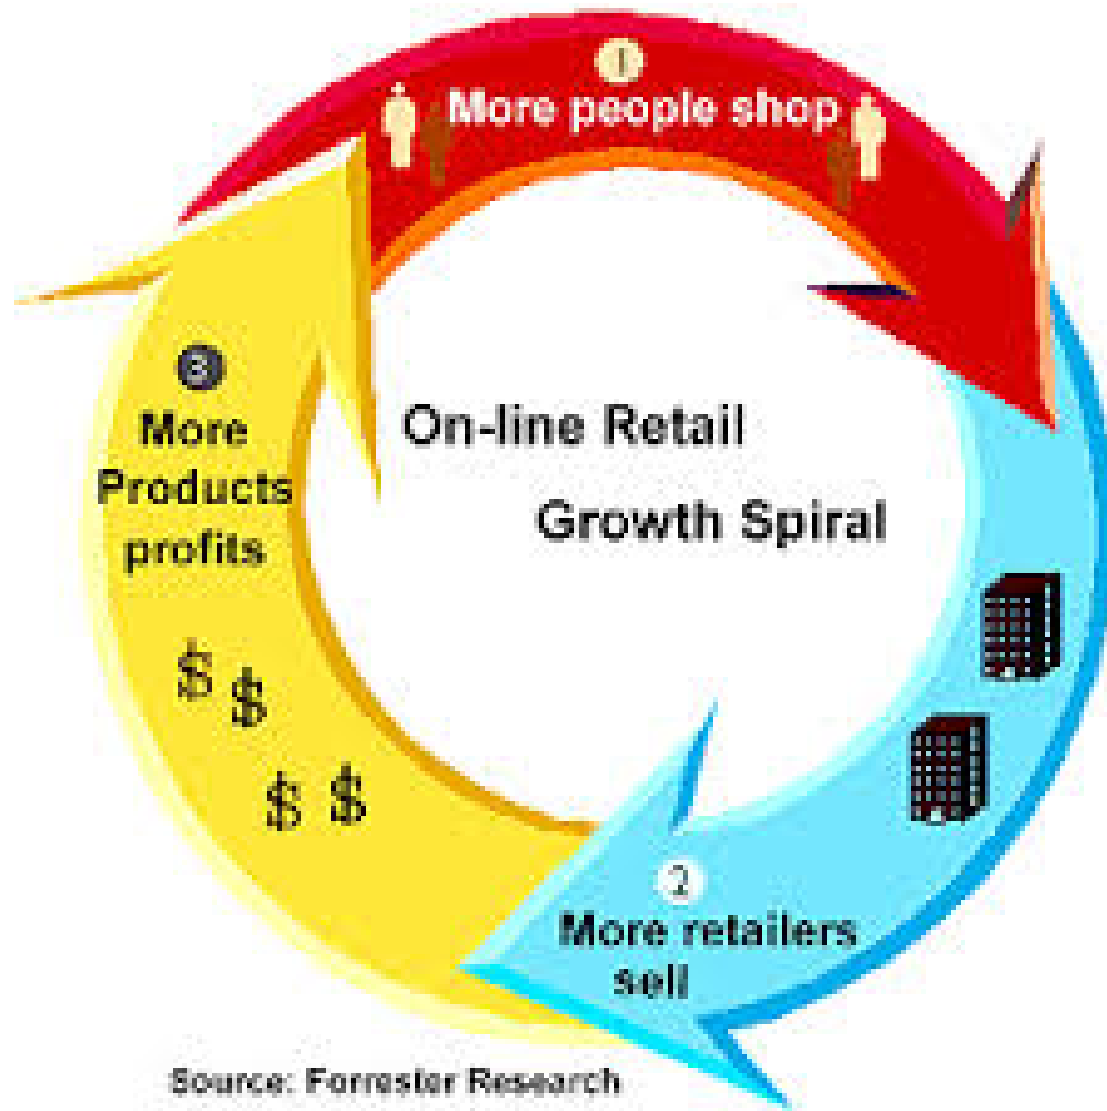 1
More people shop
On-line Retail
Growth Spiral
2
More retailers
sell
3
More
Products
profits
$ $
$ $
Source: Forrester Research